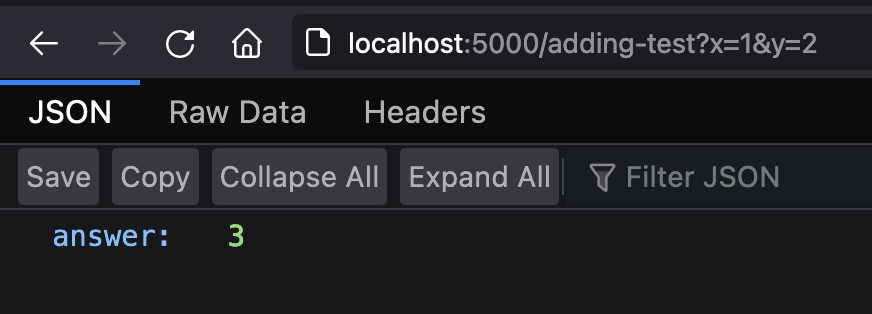 localhost:5000/adding-test?x=1&y=2
JSON Raw Data Headers
Save Copy Collapse All Expand All Filter JSON
answer: 3